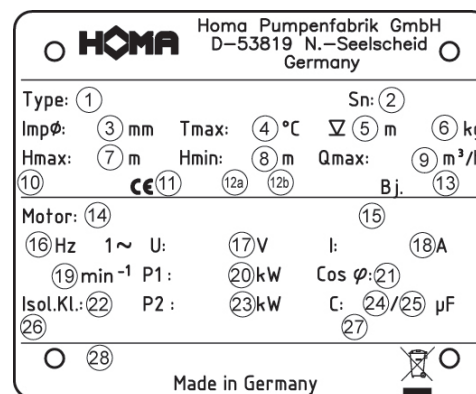 HOMA Homa Pumpenfabrik GmbH
D-53819 N.-Seelscheid
Germany
Type: 1 Sn: 2
Impø: 3 mm Tmax: 4 °C ∇ 5 m 6 kg
Hmax: 7 m Hmin: 8 m Qmax: 9 m³/h
10 CE 11 12a 12b Bj. 13
Motor: 14 15
16 Hz 1~ U: 17 V I: 18 A
19 min⁻¹ P1: 20 kW Cos φ: 21
Isol.Kl.: 22 P2: 23 kW C: 24 / 25 µF
26 27
28
Made in Germany